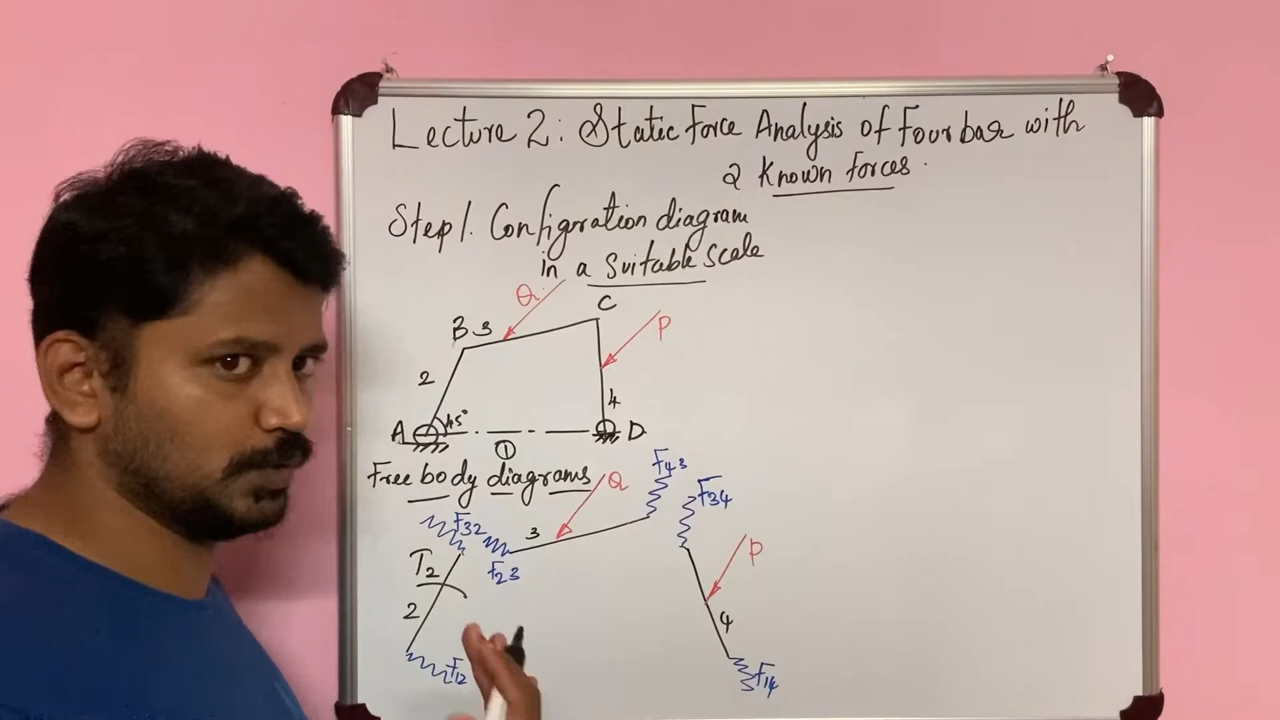 Lecture 2: Static Force Analysis of Four bar with
2 Known forces.
Step 1. Configration diagram
in a suitable scale
Q
C
B 3
P
2
4
A 45° D
1
Free body diagrams
Q
F43
F34
F32
3
T2
F23
P
2
4
F12
F14